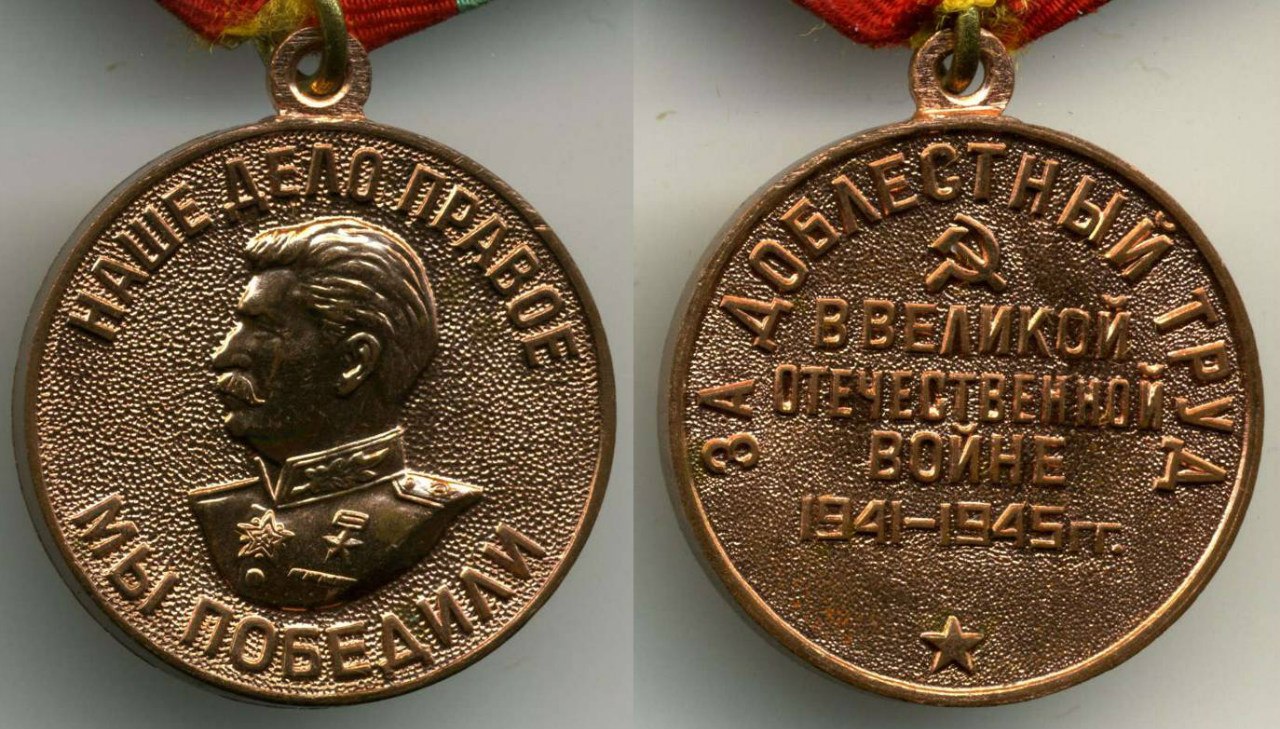 НАШЕ ДЕЛО ПРАВОЕ
МЫ ПОБЕДИЛИ
ЗА ДОБЛЕСТНЫЙ ТРУД
В ВЕЛИКОЙ
ОТЕЧЕСТВЕННОЙ
ВОЙНЕ
1941-1945 гг.